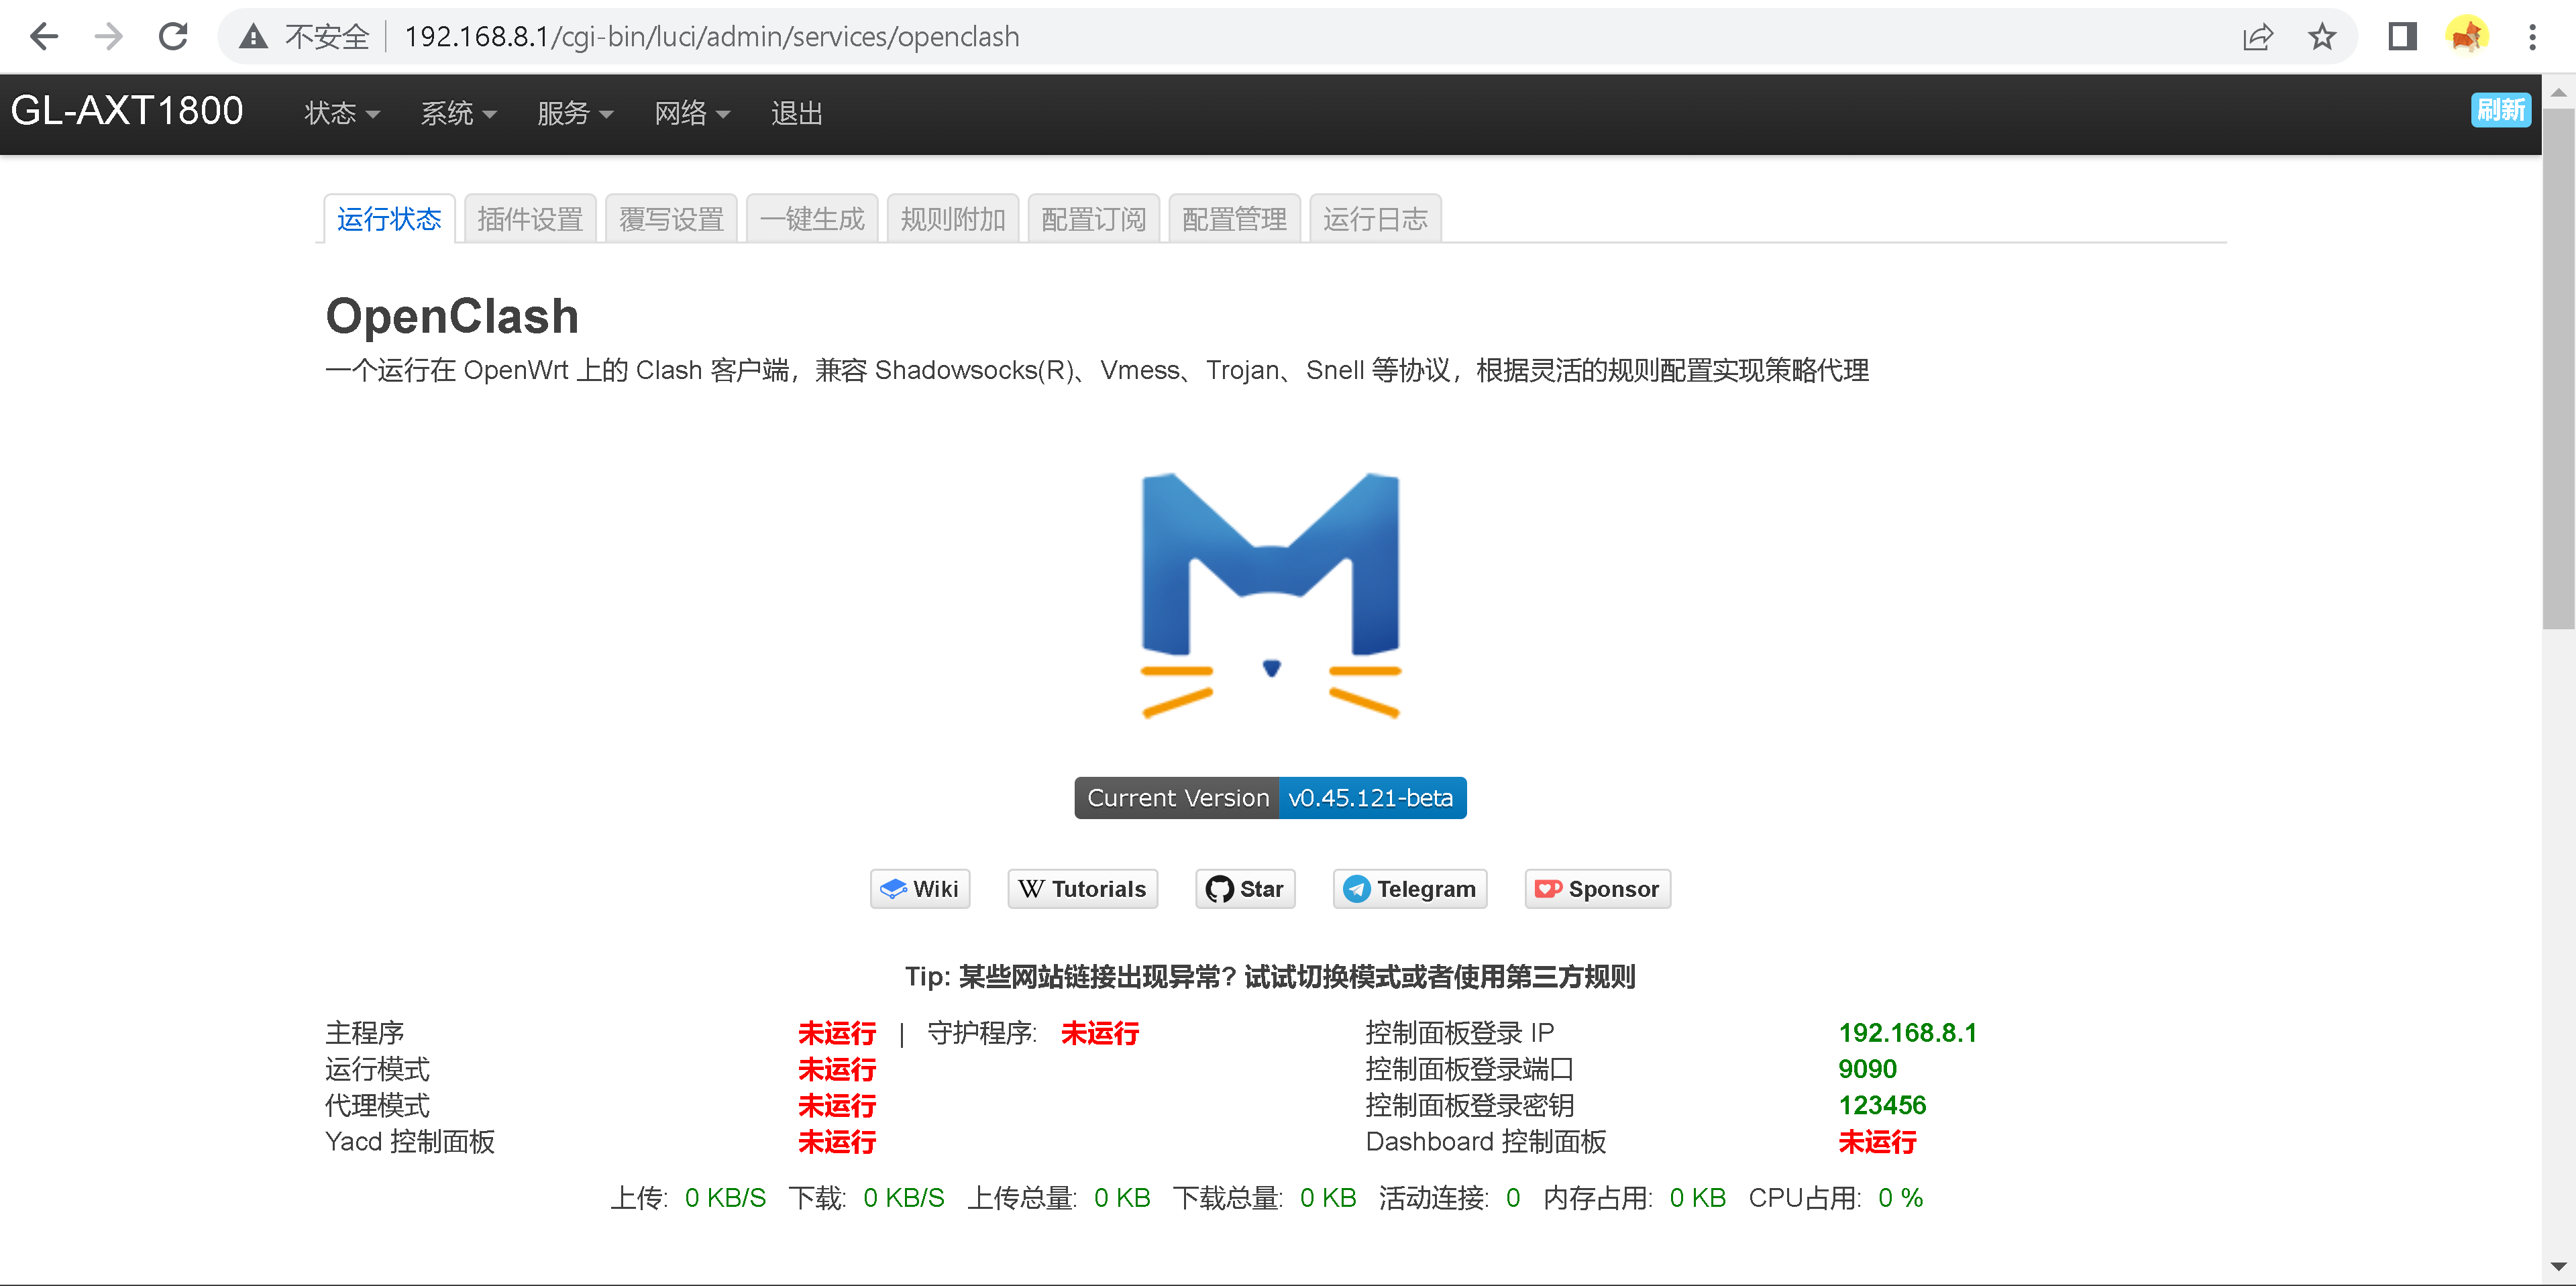 不安全 192.168.8.1/cgi-bin/luci/admin/services/openclash
GL-AXT1800 状态 系统 服务 网络 退出 刷新
运行状态 插件设置 覆写设置 一键生成 规则附加 配置订阅 配置管理 运行日志
OpenClash
一个运行在 OpenWrt 上的 Clash 客户端，兼容 Shadowsocks(R)、Vmess、Trojan、Snell 等协议，根据灵活的规则配置实现策略代理
Current Version v0.45.121-beta
Wiki W Tutorials Star Telegram Sponsor
Tip: 某些网站链接出现异常? 试试切换模式或者使用第三方规则
主程序 未运行 | 守护程序: 未运行 控制面板登录 IP 192.168.8.1
运行模式 未运行 控制面板登录端口 9090
代理模式 未运行 控制面板登录密钥 123456
Yacd 控制面板 未运行 Dashboard 控制面板 未运行
上传: 0 KB/S 下载: 0 KB/S 上传总量: 0 KB 下载总量: 0 KB 活动连接: 0 内存占用: 0 KB CPU占用: 0 %